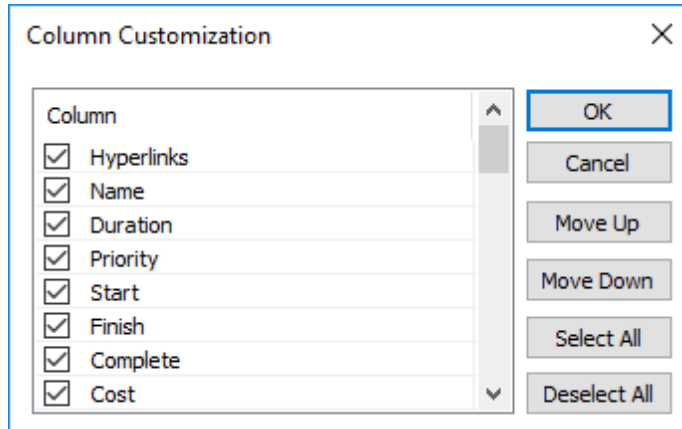 Column Customization
Column
Hyperlinks
Name
Duration
Priority
Start
Finish
Complete
Cost
OK
Cancel
Move Up
Move Down
Select All
Deselect All